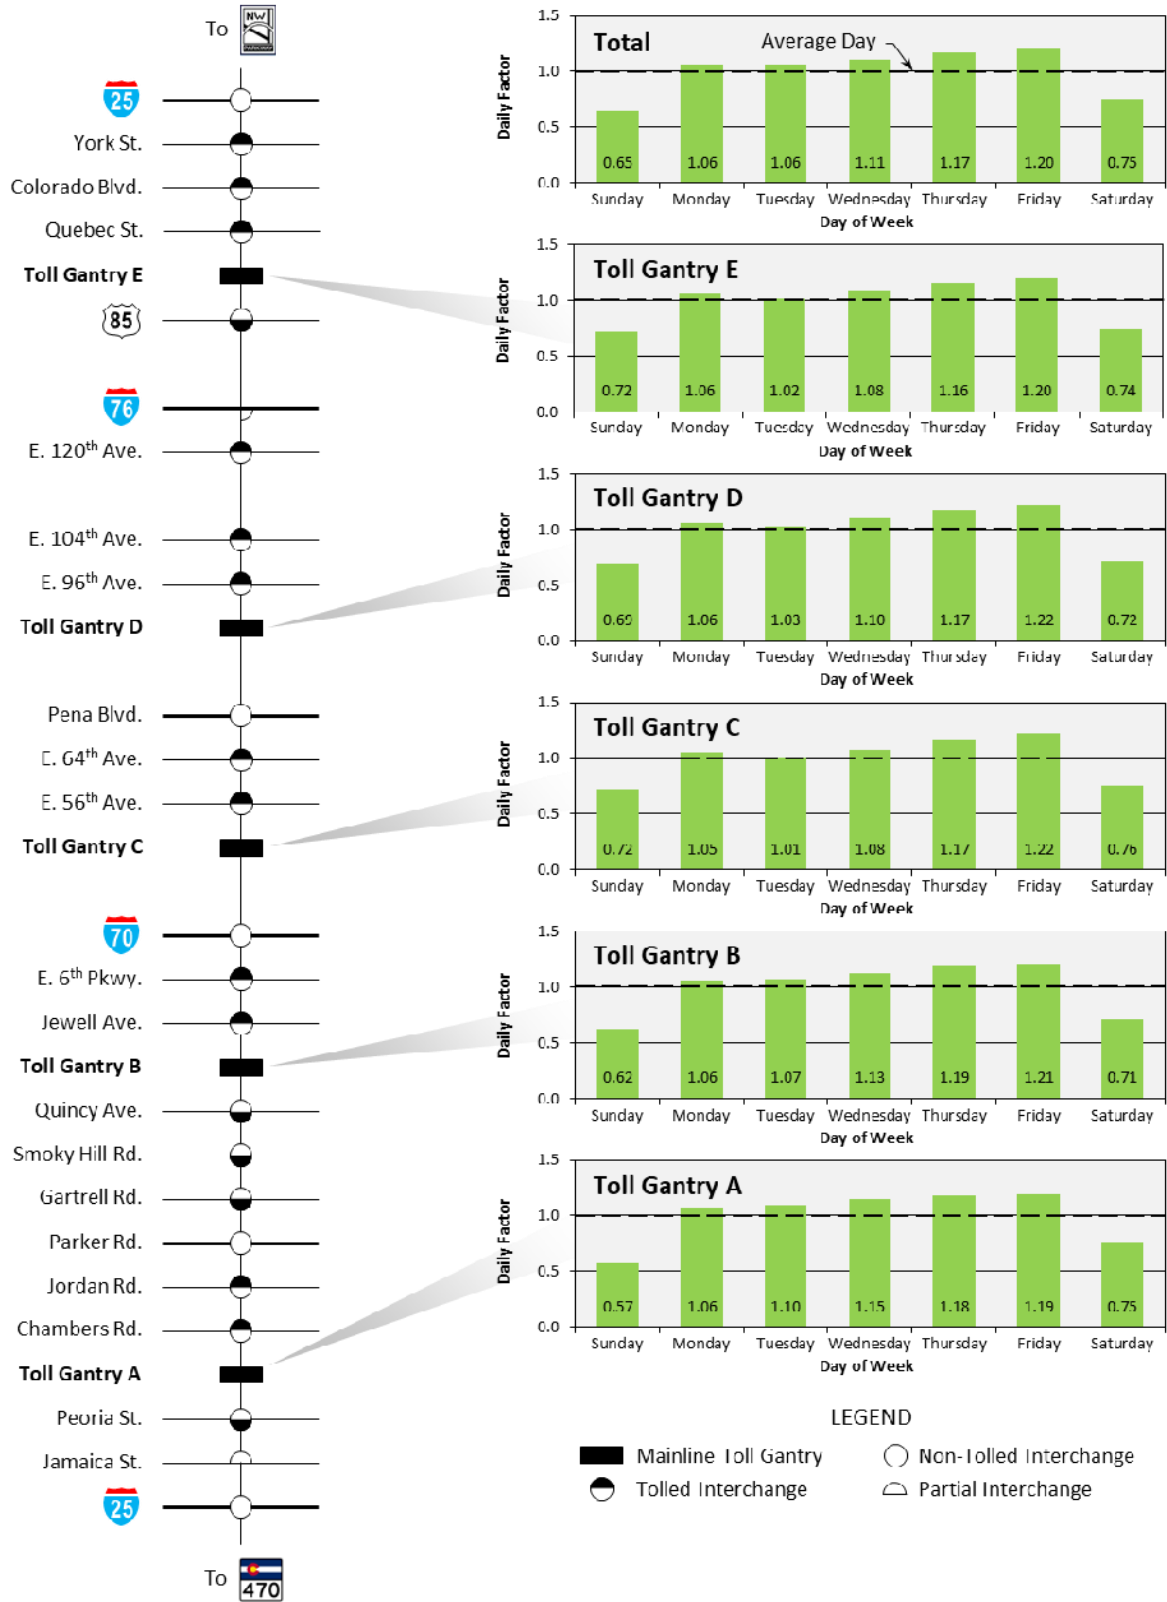 To
NW
PARKWAY
25
York St.
Colorado Blvd.
Quebec St.
Toll Gantry E
85
76
E. 120th Ave.
E. 104th Ave.
E. 96th Ave.
Toll Gantry D
Pena Blvd.
E. 64th Ave.
E. 56th Ave.
Toll Gantry C
70
E. 6th Pkwy.
Jewell Ave.
Toll Gantry B
Quincy Ave.
Smoky Hill Rd.
Gartrell Rd.
Parker Rd.
Jordan Rd.
Chambers Rd.
Toll Gantry A
Peoria St.
Jamaica St.
25
To
470
Total
Average Day
Daily Factor
1.5
1.0
0.5
0.0
0.65 1.06 1.06 1.11 1.17 1.20 0.75
Sunday Monday Tuesday Wednesday Thursday Friday Saturday
Day of Week
Toll Gantry E
Daily Factor
1.5
1.0
0.5
0.0
0.72 1.06 1.02 1.08 1.16 1.20 0.74
Sunday Monday Tuesday Wednesday Thursday Friday Saturday
Day of Week
Toll Gantry D
Daily Factor
1.5
1.0
0.5
0.0
0.69 1.06 1.03 1.10 1.17 1.22 0.72
Sunday Monday Tuesday Wednesday Thursday Friday Saturday
Day of Week
Toll Gantry C
Daily Factor
1.5
1.0
0.5
0.0
0.72 1.05 1.01 1.08 1.17 1.22 0.76
Sunday Monday Tuesday Wednesday Thursday Friday Saturday
Day of Week
Toll Gantry B
Daily Factor
1.5
1.0
0.5
0.0
0.62 1.06 1.07 1.13 1.19 1.21 0.71
Sunday Monday Tuesday Wednesday Thursday Friday Saturday
Day of Week
Toll Gantry A
Daily Factor
1.5
1.0
0.5
0.0
0.57 1.06 1.10 1.15 1.18 1.19 0.75
Sunday Monday Tuesday Wednesday Thursday Friday Saturday
Day of Week
LEGEND
Mainline Toll Gantry
Non-Tolled Interchange
Tolled Interchange
Partial Interchange